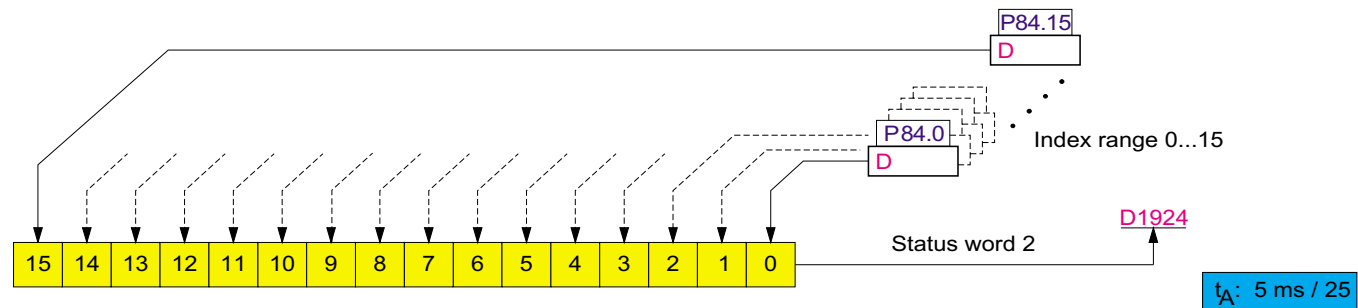 P84.15
D
P84.0
D
Index range 0...15
D1924
Status word 2
15 14 13 12 11 10 9 8 7 6 5 4 3 2 1 0
tA: 5 ms / 25